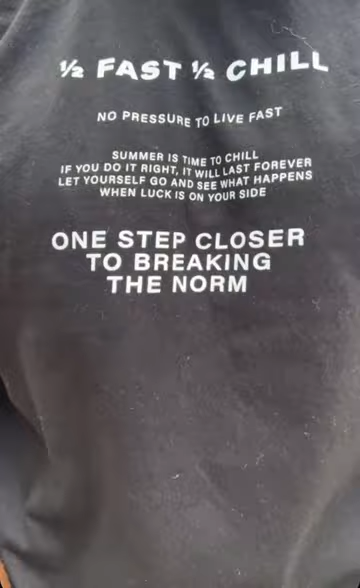 ½ FAST ½ CHILL
NO PRESSURE TO LIVE FAST
SUMMER IS TIME TO CHILL
IF YOU DO IT RIGHT, IT WILL LAST FOREVER
LET YOURSELF GO AND SEE WHAT HAPPENS
WHEN LUCK IS ON YOUR SIDE
ONE STEP CLOSER
TO BREAKING
THE NORM